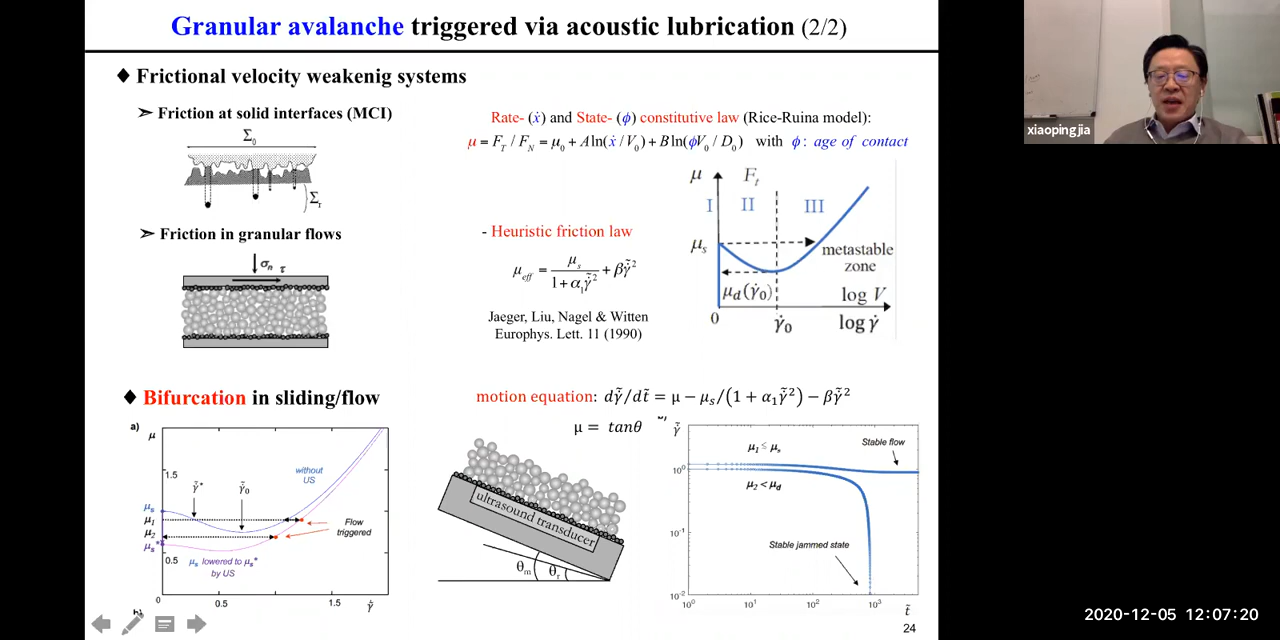 Granular avalanche triggered via acoustic lubrication (2/2)
◆ Frictional velocity weakenig systems
➢ Friction at solid interfaces (MCI)
Σ₀
Σᵣ
Rate- (ẋ) and State- (ϕ) constitutive law (Rice-Ruina model):
μ = F_T / F_N = μ₀ + Aln(ẋ/V₀) + Bln(ϕV₀ / D₀) with ϕ : age of contact
➢ Friction in granular flows
σₙ τ
- Heuristic friction law
μ_eff = μ_s / (1 + α₁γ̃̇²) + βγ̃̇²
Jaeger, Liu, Nagel & Witten
Europhys. Lett. 11 (1990)
μ F_t
I II III
μ_s
metastable
zone
μ_d(γ̇₀)
log V
0 γ̇₀ log γ̇
◆ Bifurcation in sliding/flow
motion equation: dγ̃̇/dt̃ = μ − μ_s/(1 + α₁γ̃̇²) − βγ̃̇²
μ = tanθ
a) μ
1.5
without
US
γ̃̇* γ̃̇₀
μ_s
μ₁
μ₂
μ_s*
Flow
triggered
0.5 μ_s lowered to μ_s*
by US
0 0.5 1.5 γ̃̇
ultrasound transducer
θ_m θ_r
γ̃̇
μ₁ ≤ μ_s
Stable flow
10⁰
μ₂ < μ_d
10⁻¹
Stable jammed state
10⁻²
10⁰ 10¹ 10² 10³ t̃
24
xiaoping jia
2020-12-05 12:07:20